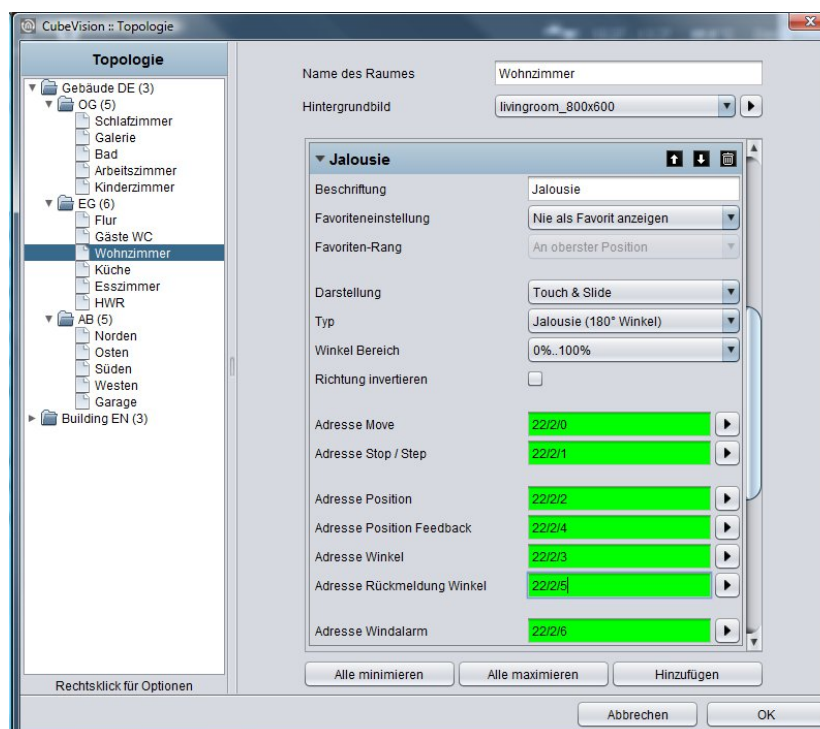 CubeVision :: Topologie
Topologie
Gebäude DE (3)
OG (5)
Schlafzimmer
Galerie
Bad
Arbeitszimmer
Kinderzimmer
EG (6)
Flur
Gäste WC
Wohnzimmer
Küche
Esszimmer
HWR
AB (5)
Norden
Osten
Süden
Westen
Garage
Building EN (3)
Rechtsklick für Optionen
Name des Raumes Wohnzimmer
Hintergrundbild livingroom_800x600
Jalousie
Beschriftung Jalousie
Favoriteneinstellung Nie als Favorit anzeigen
Favoriten-Rang An oberster Position
Darstellung Touch & Slide
Typ Jalousie (180° Winkel)
Winkel Bereich 0%..100%
Richtung invertieren
Adresse Move 22/2/0
Adresse Stop / Step 22/2/1
Adresse Position 22/2/2
Adresse Position Feedback 22/2/4
Adresse Winkel 22/2/3
Adresse Rückmeldung Winkel 22/2/5
Adresse Windalarm 22/2/6
Alle minimieren Alle maximieren Hinzufügen
Abbrechen OK